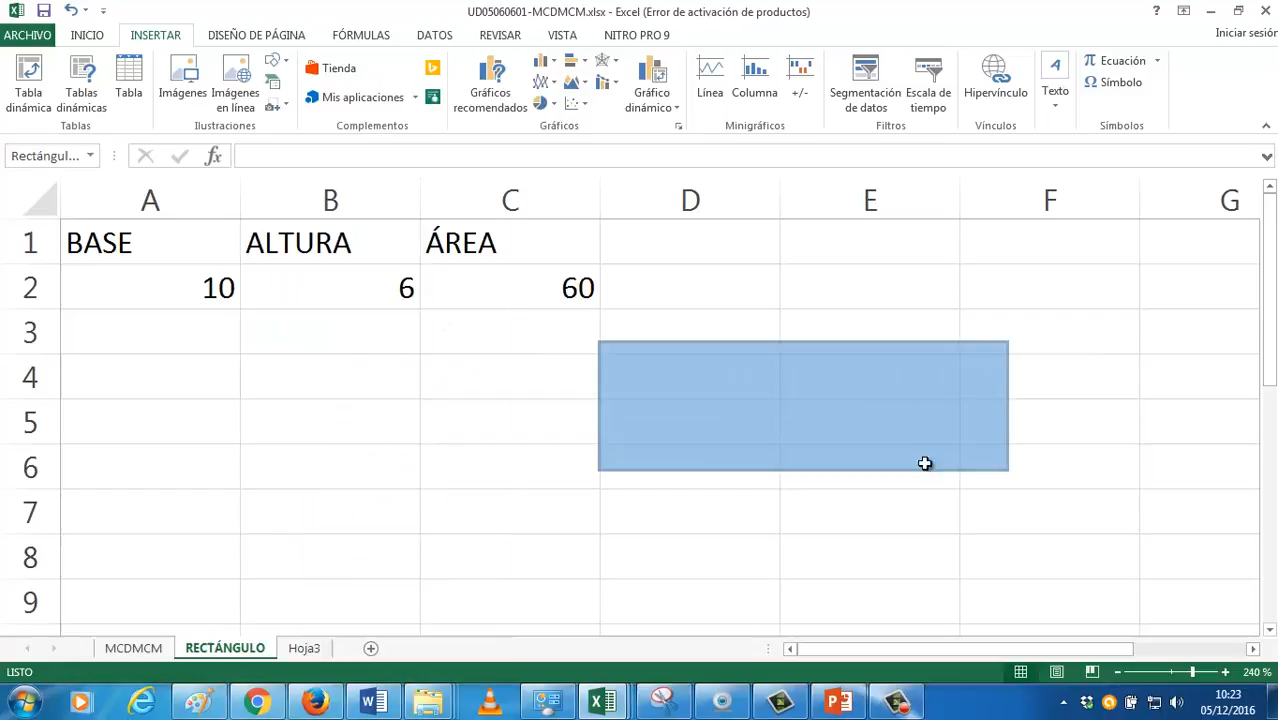 UD05060601-MCDMCM.xlsx - Excel (Error de activación de productos)
ARCHIVO INICIO INSERTAR DISEÑO DE PÁGINA FÓRMULAS DATOS REVISAR VISTA NITRO PRO 9 Iniciar sesión
Tabla dinámica
Tablas dinámicas
Tabla
Tablas
Imágenes
Imágenes en línea
Ilustraciones
Tienda
Mis aplicaciones
Complementos
Gráficos recomendados
Gráfico dinámico
Gráficos
Línea
Columna
+/-
Minigráficos
Segmentación de datos
Escala de tiempo
Filtros
Hipervínculo
Vínculos
Texto
π Ecuación
Ω Símbolo
Símbolos
Rectángul... fx
A B C D E F G
1 BASE ALTURA ÁREA
2 10 6 60
3
4
5
6
7
8
9
MCDMCM RECTÁNGULO Hoja3
LISTO 240 %
10:23
05/12/2016